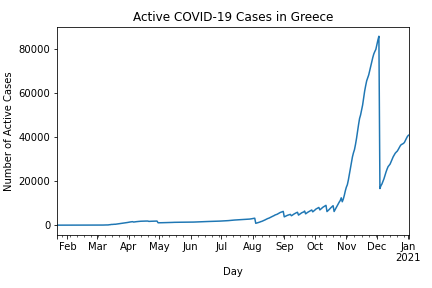 Active COVID-19 Cases in Greece
Number of Active Cases
80000
60000
40000
20000
0
Feb Mar Apr May Jun Jul Aug Sep Oct Nov Dec Jan
2021
Day